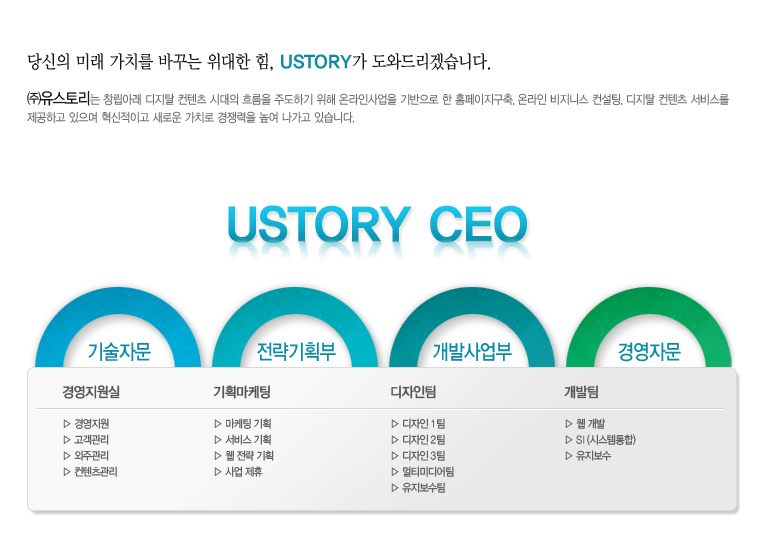 당신의 미래 가치를 바꾸는 위대한 힘, USTORY가 도와드리겠습니다.
(주)유스토리는 창립아래 디지탈 컨텐츠 시대의 흐름을 주도하기 위해 온라인사업을 기반으로 한 홈페이지구축, 온라인 비지니스 컨설팅, 디지탈 컨텐츠 서비스를
제공하고 있으며 혁신적이고 새로운 가치로 경쟁력을 높여 나가고 있습니다.
USTORY CEO
기술자문 전략기획부 개발사업부 경영자문
경영지원실 기획마케팅 디자인팀 개발팀
▷ 경영지원 ▷ 마케팅 기획 ▷ 디자인 1팀 ▷ 웹 개발
▷ 고객관리 ▷ 서비스 기획 ▷ 디자인 2팀 ▷ SI (시스템통합)
▷ 외주관리 ▷ 웹 전략 기획 ▷ 디자인 3팀 ▷ 유지보수
▷ 컨텐츠관리 ▷ 사업 제휴 ▷ 멀티미디어팀
▷ 유지보수팀